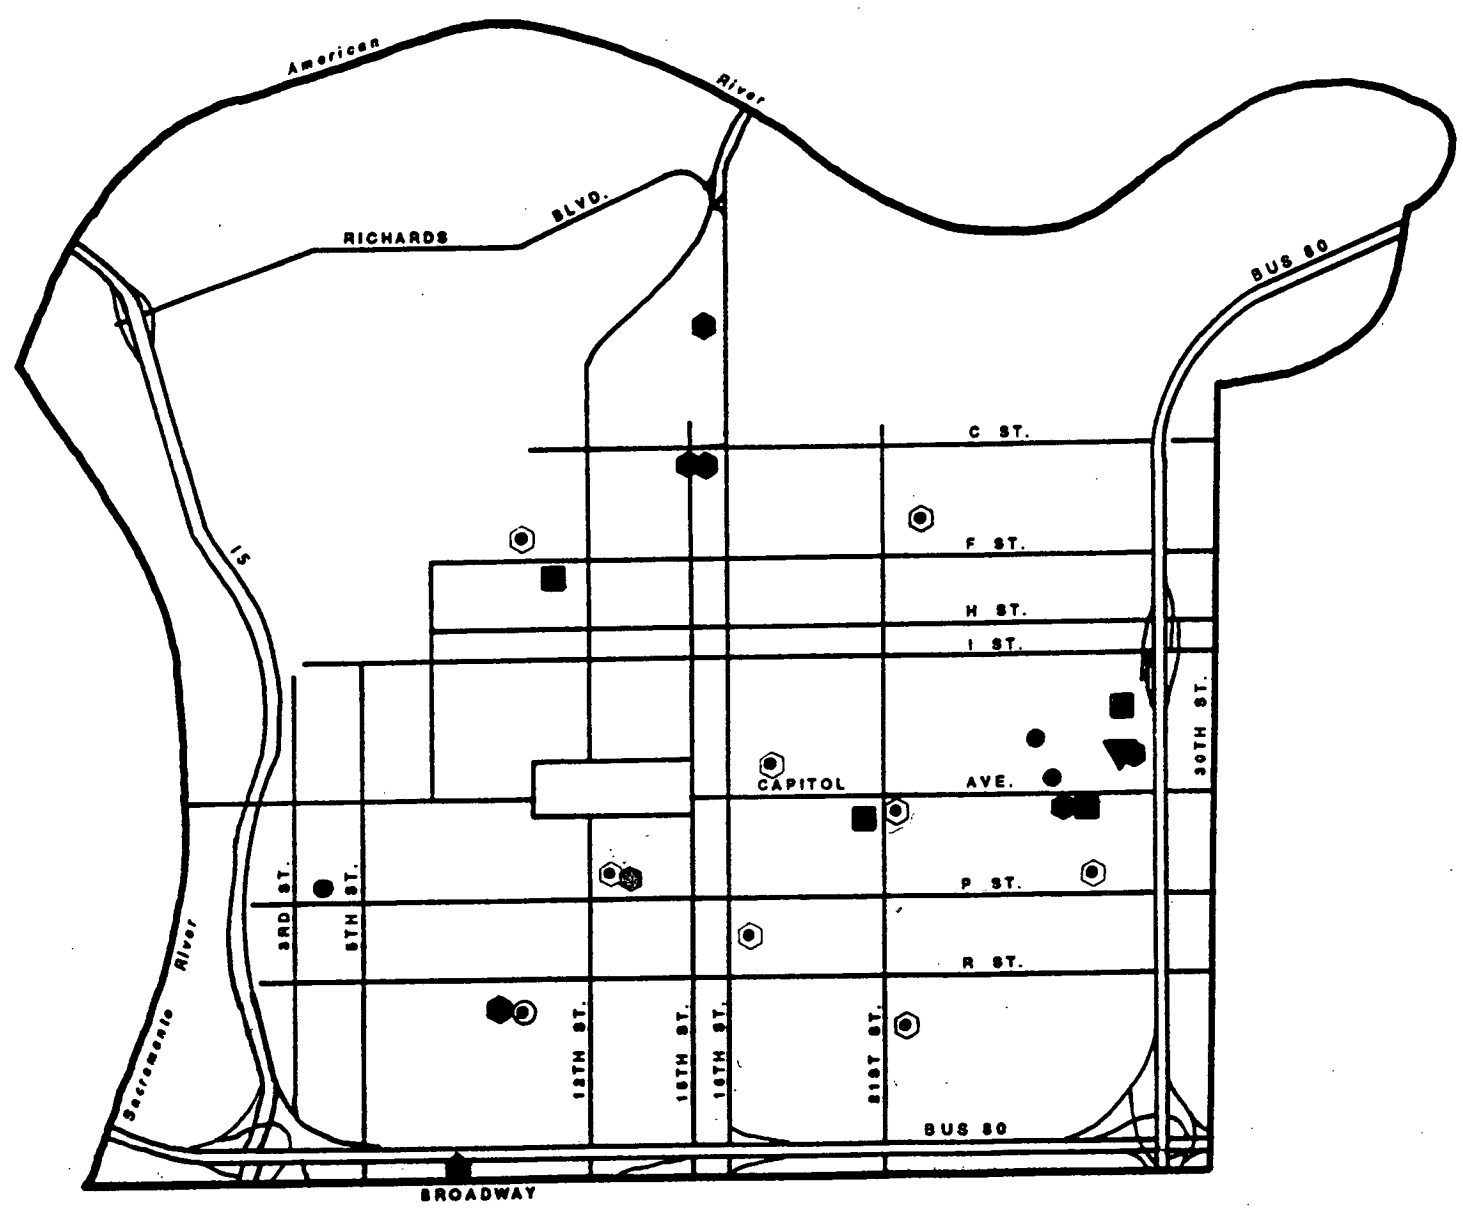 American
River
BLVD.
RICHARDS
BUS 80
C ST.
I5
F ST.
H ST.
I ST.
30TH ST.
CAPITOL AVE.
3RD ST.
5TH ST.
P ST.
River
Sacramento
R ST.
12TH ST.
15TH ST.
16TH ST.
21ST ST.
BUS 80
BROADWAY